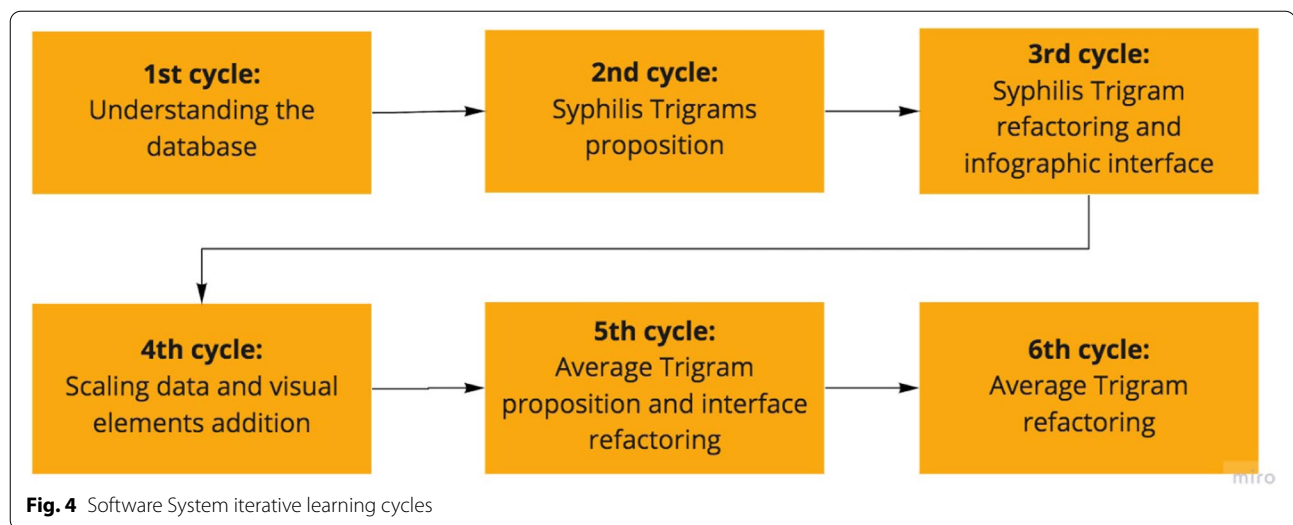 1st cycle:
Understanding the
database
2nd cycle:
Syphilis Trigrams
proposition
3rd cycle:
Syphilis Trigram
refactoring and
infographic interface
4th cycle:
Scaling data and visual
elements addition
5th cycle:
Average Trigram
proposition and interface
refactoring
6th cycle:
Average Trigram
refactoring
miro
Fig. 4 Software System iterative learning cycles